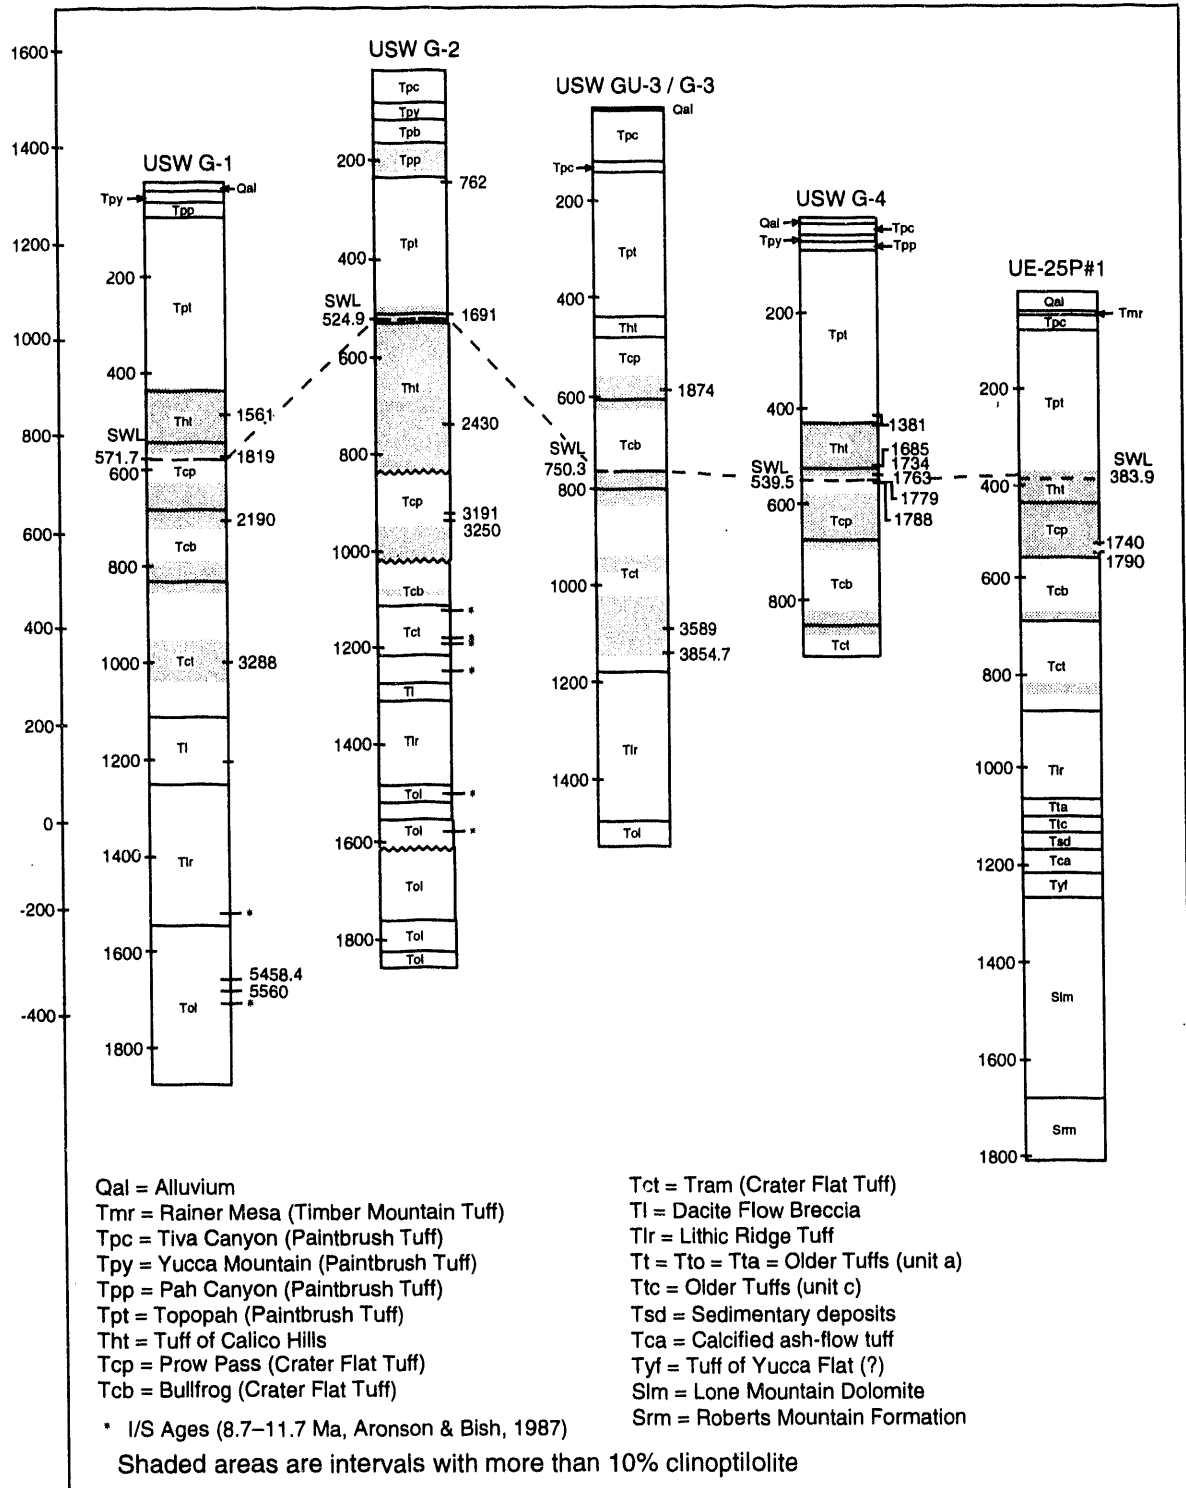 1600
1400
1200
1000
800
600
400
200
0
-200
-400
USW G-1
Qal
Tpy
Tpp
200
Tpt
400
Tht
1561
SWL
571.7
1819
600
Tcp
2190
Tcb
800
Tct
1000
3288
Tl
1200
Tlr
1400
*
1600
5458.4
5560
*
Tol
1800
USW G-2
Tpc
Tpy
Tpb
200
Tpp
762
Tpt
400
SWL
524.9
1691
600
Tht
2430
800
Tcp
3191
3250
1000
Tcb
*
Tct
*
*
1200
*
Tl
1400
Tlr
Tol
*
Tol
*
1600
Tol
1800
Tol
Tol
USW GU-3 / G-3
Qal
Tpc
Tpc
200
Tpt
400
Tht
Tcp
1874
600
Tcb
SWL
750.3
800
Tct
1000
3589
3854.7
1200
Tlr
1400
Tol
USW G-4
Qal
Tpc
Tpy
Tpp
200
Tpt
400
1381
Tht
1685
1734
SWL
539.5
1763
1779
600
1788
Tcp
Tcb
800
Tct
UE-25P#1
Qal
Tmr
Tpc
200
Tpt
SWL
383.9
400
Tht
Tcp
1740
1790
600
Tcb
Tct
800
1000
Tlr
Tta
Ttc
Tsd
1200
Tca
Tyf
1400
Slm
1600
Srm
1800
Qal = Alluvium
Tmr = Rainer Mesa (Timber Mountain Tuff)
Tpc = Tiva Canyon (Paintbrush Tuff)
Tpy = Yucca Mountain (Paintbrush Tuff)
Tpp = Pah Canyon (Paintbrush Tuff)
Tpt = Topopah (Paintbrush Tuff)
Tht = Tuff of Calico Hills
Tcp = Prow Pass (Crater Flat Tuff)
Tcb = Bullfrog (Crater Flat Tuff)
* I/S Ages (8.7–11.7 Ma, Aronson & Bish, 1987)
Tct = Tram (Crater Flat Tuff)
Tl = Dacite Flow Breccia
Tlr = Lithic Ridge Tuff
Tt = Tto = Tta = Older Tuffs (unit a)
Ttc = Older Tuffs (unit c)
Tsd = Sedimentary deposits
Tca = Calcified ash-flow tuff
Tyf = Tuff of Yucca Flat (?)
Slm = Lone Mountain Dolomite
Srm = Roberts Mountain Formation
Shaded areas are intervals with more than 10% clinoptilolite